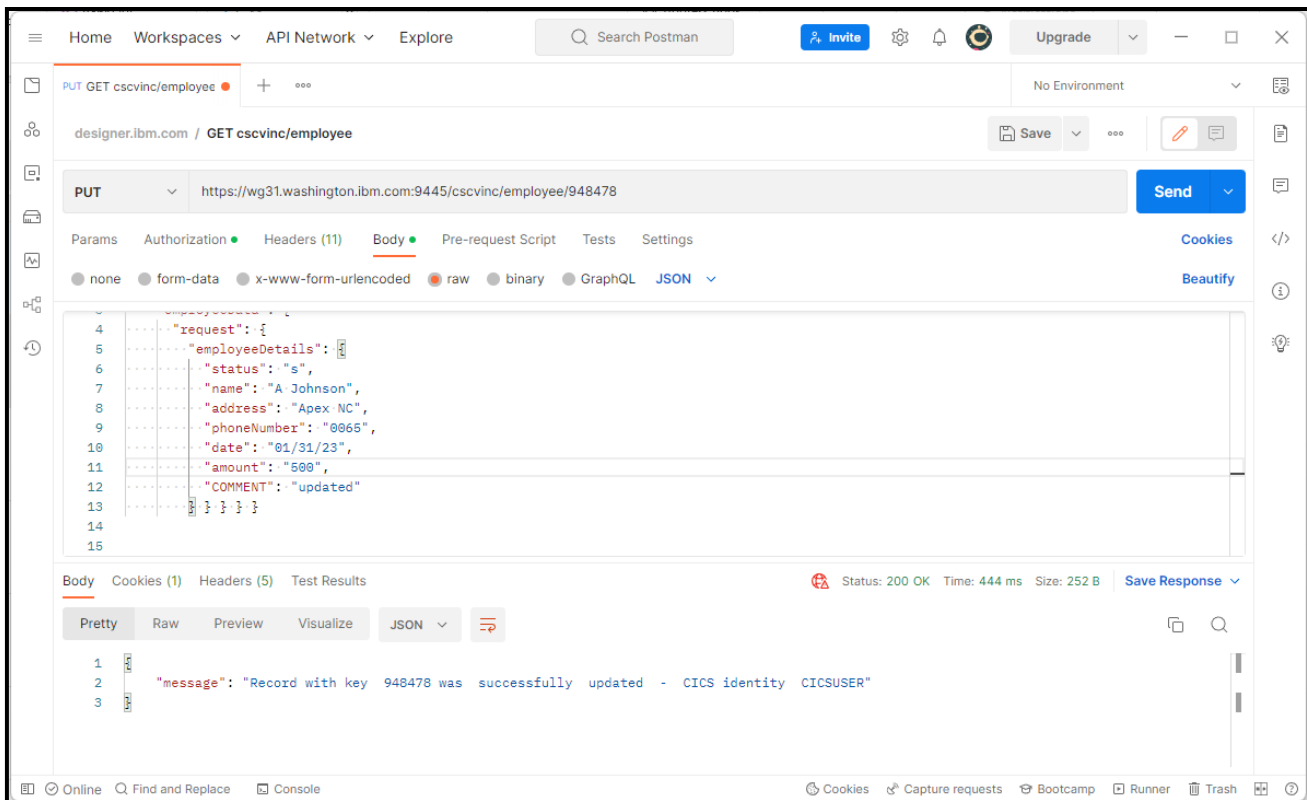 Home Workspaces API Network Explore Search Postman Invite Upgrade
PUT GET cscvinc/employee No Environment
designer.ibm.com / GET cscvinc/employee Save
PUT https://wg31.washington.ibm.com:9445/cscvinc/employee/948478 Send
Params Authorization Headers (11) Body Pre-request Script Tests Settings Cookies
none form-data x-www-form-urlencoded raw binary GraphQL JSON Beautify
4 "request": {
5 "employeeDetails": {
6 "status": "s",
7 "name": "A Johnson",
8 "address": "Apex NC",
9 "phoneNumber": "0065",
10 "date": "01/31/23",
11 "amount": "500",
12 "COMMENT": "updated"
13 } } } } }
14
15
Body Cookies (1) Headers (5) Test Results Status: 200 OK Time: 444 ms Size: 252 B Save Response
Pretty Raw Preview Visualize JSON
1 {
2 "message": "Record with key 948478 was successfully updated - CICS identity CICSUSER"
3 }
Online Find and Replace Console Cookies Capture requests Bootcamp Runner Trash